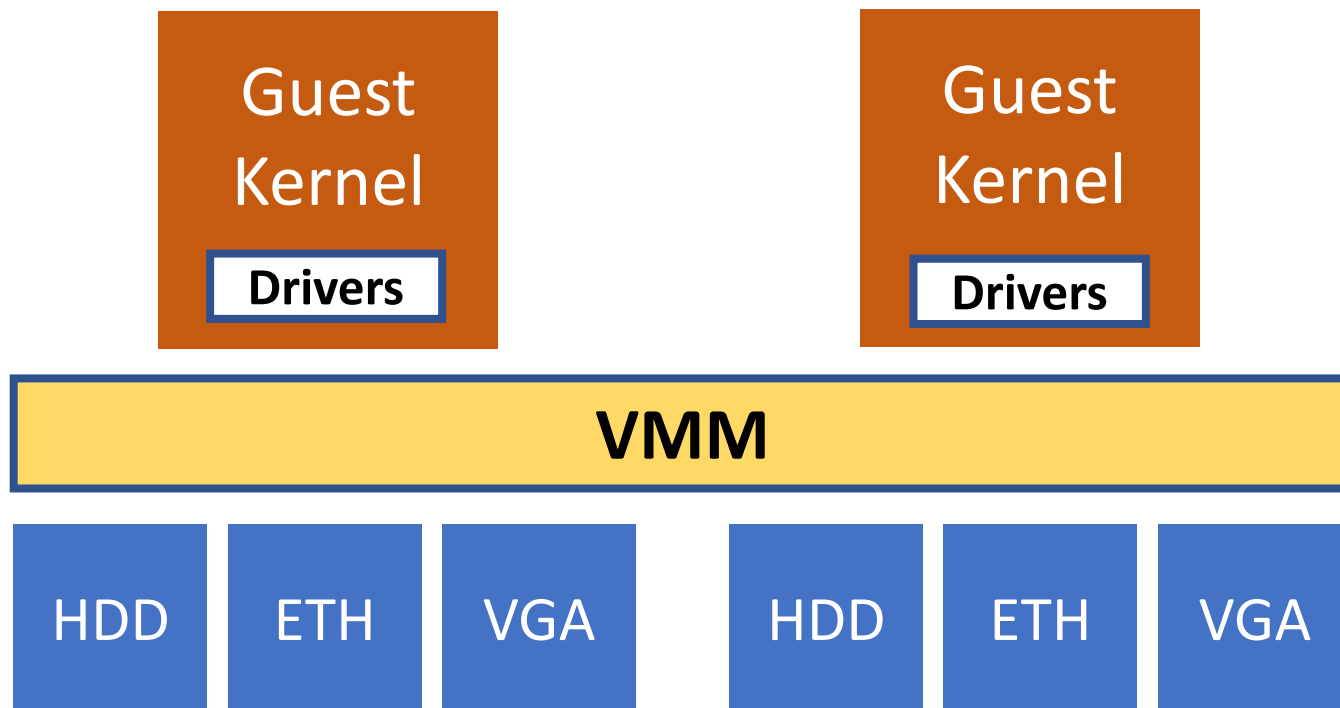 Guest
Kernel
Drivers
Guest
Kernel
Drivers
VMM
HDD
ETH
VGA
HDD
ETH
VGA